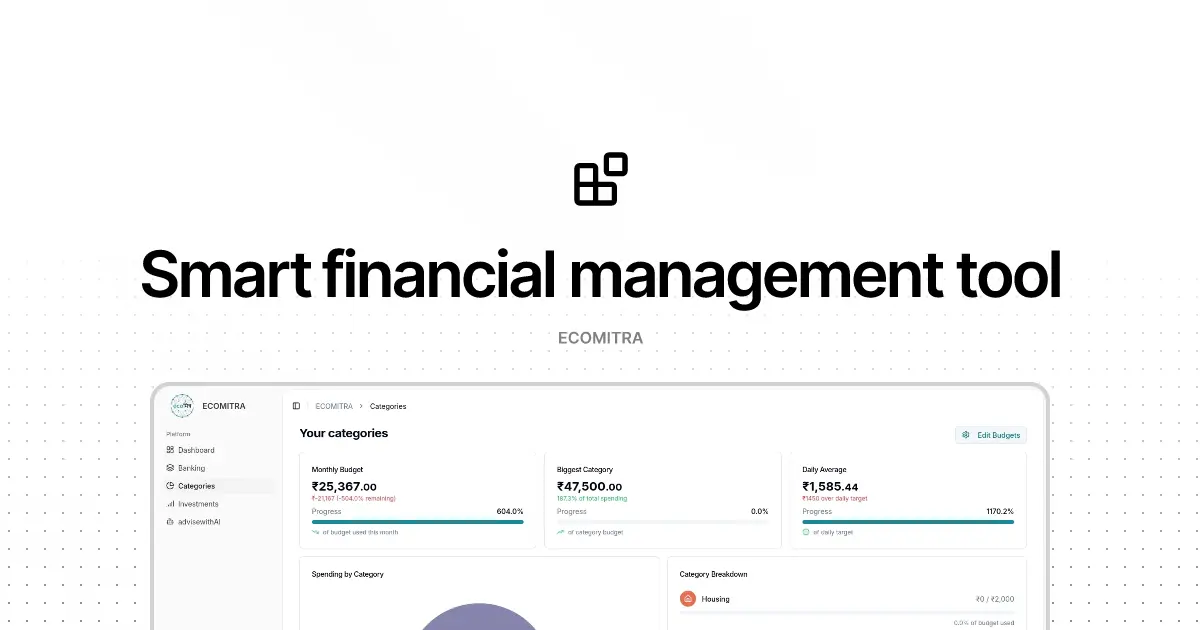 Smart financial management tool
ECOMITRA
ECOMITRA
ECOMITRA > Categories
Platform
Dashboard
Banking
Categories
Investments
advisewithAI
Your categories
Edit Budgets
Monthly Budget
₹25,367.00
₹-21,167 (-504.0% remaining)
Progress 604.0%
of budget used this month
Biggest Category
₹47,500.00
187.3% of total spending
Progress 0.0%
of category budget
Daily Average
₹1,585.44
₹1450 over daily target
Progress 1170.2%
of daily target
Spending by Category
Category Breakdown
Housing ₹0 / ₹2,000
0.0% of budget used